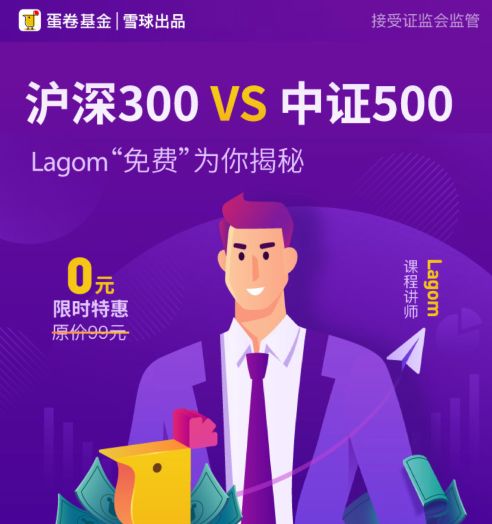 蛋卷基金|雪球出品
接受证监会监管
沪深300 VS 中证500
Lagom“免费”为你揭秘
0元
限时特惠
原价99元
Lagom
课程讲师